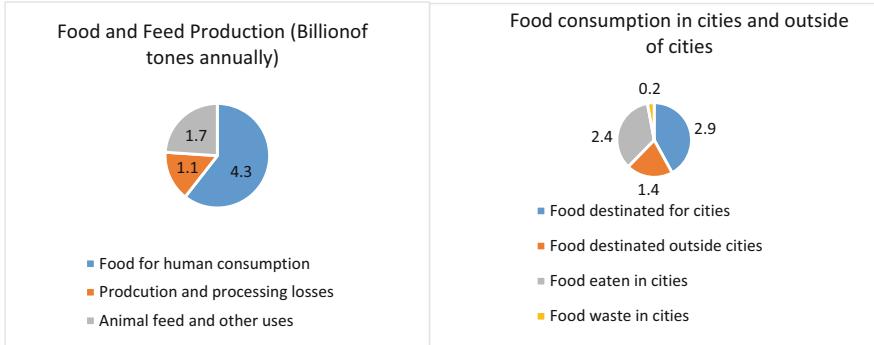 Food and Feed Production (Billionof
tones annually)
1.7
1.1
4.3
Food for human consumption
Prodcution and processing losses
Animal feed and other uses
Food consumption in cities and outside
of cities
0.2
2.4
2.9
1.4
Food destinated for cities
Food destinated outside cities
Food eaten in cities
Food waste in cities